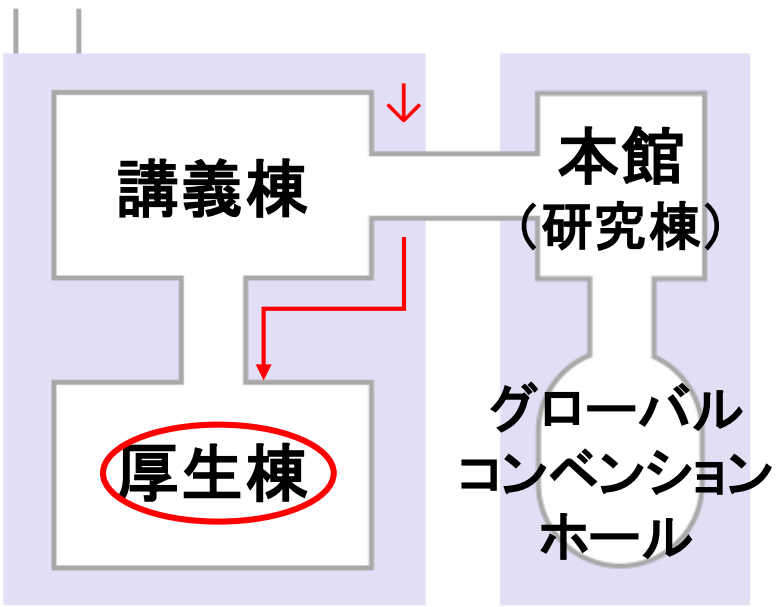 講義棟
本館
（研究棟）
厚生棟
グローバル
コンベンション
ホール